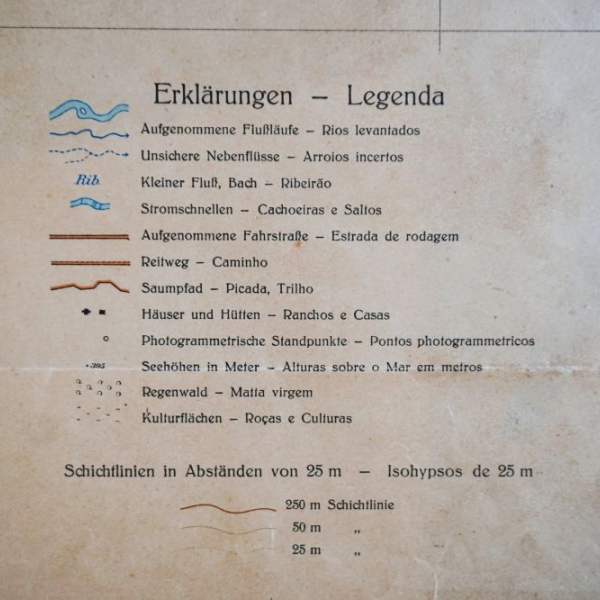 Erklärungen – Legenda
Aufgenommene Flußläufe – Rios levantados
Unsichere Nebenflüsse – Arroios incertos
Rib. Kleiner Fluß, Bach – Ribeirão
Stromschnellen – Cachoeiras e Saltos
Aufgenommene Fahrstraße – Estrada de rodagem
Reitweg – Caminho
Saumpfad – Picada, Trilho
Häuser und Hütten – Ranchos e Casas
Photogrammetrische Standpunkte – Pontos photogrammetricos
•395 Seehöhen in Meter – Alturas sobre o Mar em metros
Regenwald – Matta virgem
Kulturflächen – Roças e Culturas
Schichtlinien in Abständen von 25 m – Isohypsos de 25 m
250 m Schichtlinie
50 m „
25 m „